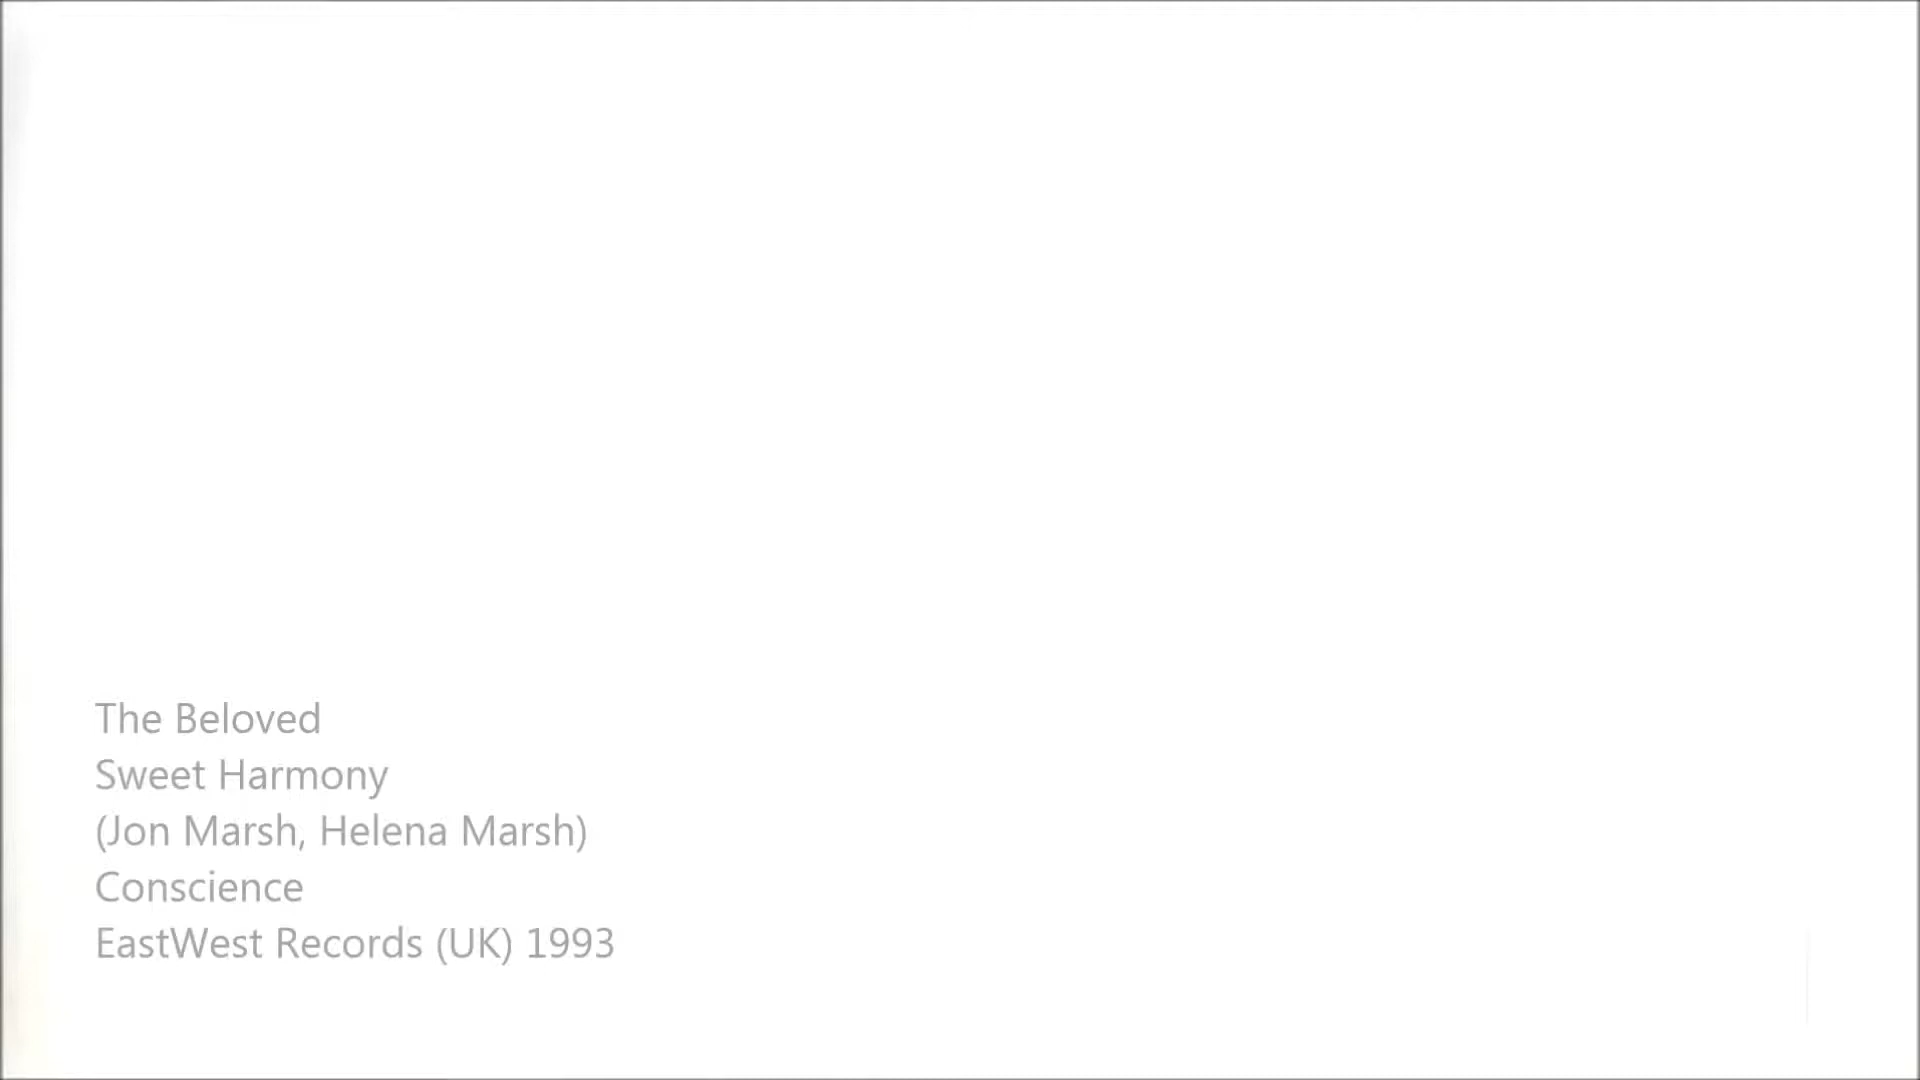 The Beloved
Sweet Harmony
(Jon Marsh, Helena Marsh)
Conscience
EastWest Records (UK) 1993